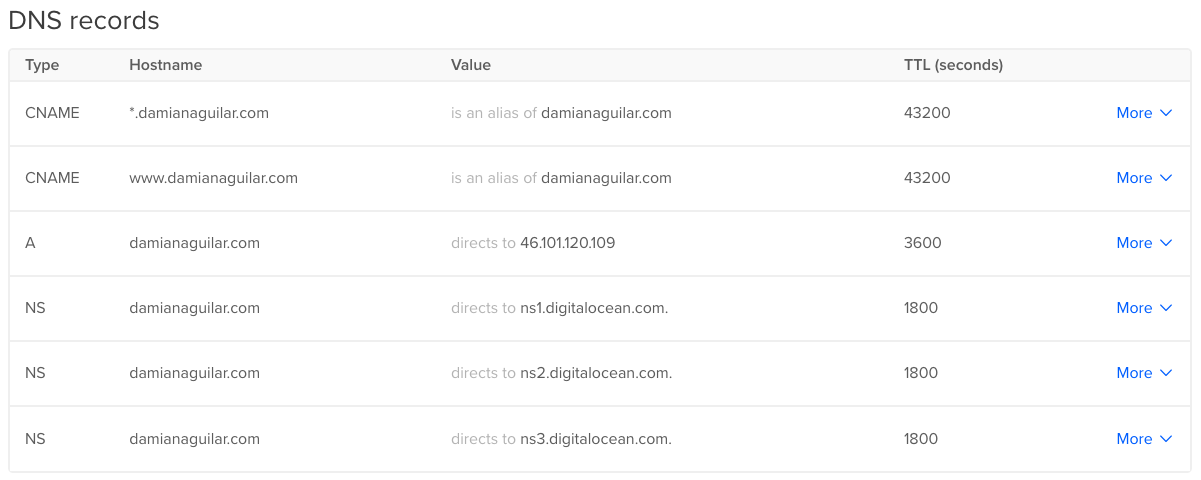 DNS records
Type Hostname Value TTL (seconds)
CNAME *.damianaguilar.com is an alias of damianaguilar.com 43200 More
CNAME www.damianaguilar.com is an alias of damianaguilar.com 43200 More
A damianaguilar.com directs to 46.101.120.109 3600 More
NS damianaguilar.com directs to ns1.digitalocean.com. 1800 More
NS damianaguilar.com directs to ns2.digitalocean.com. 1800 More
NS damianaguilar.com directs to ns3.digitalocean.com. 1800 More